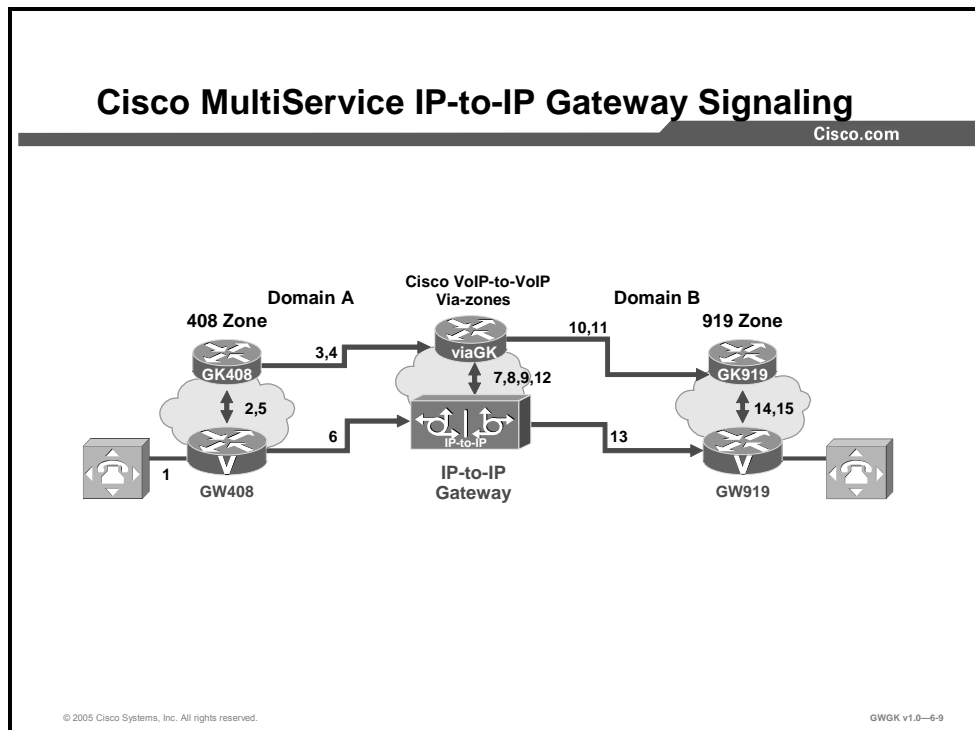 Cisco MultiService IP-to-IP Gateway Signaling
Cisco.com
Cisco VoIP-to-VoIP
Via-zones
Domain A
Domain B
408 Zone
919 Zone
3,4
10,11
GK408
viaGK
GK919
2,5
7,8,9,12
14,15
6
13
IP-to-IP
1
V
V
GW408
IP-to-IP
Gateway
GW919
© 2005 Cisco Systems, Inc. All rights reserved.
GWGK v1.0—6-9